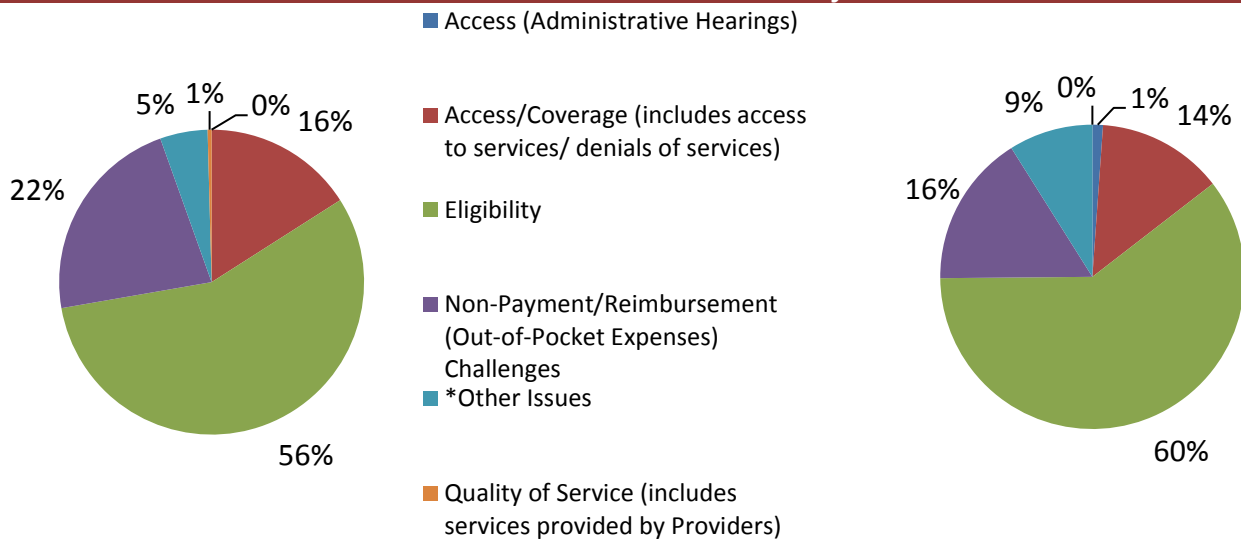 Access (Administrative Hearings)
5%
1%
0%
16%
22%
56%
Access/Coverage (includes access
to services/ denials of services)
Eligibility
Non-Payment/Reimbursement
(Out-of-Pocket Expenses)
Challenges
*Other Issues
Quality of Service (includes
services provided by Providers)
9%
0%
1%
14%
16%
60%